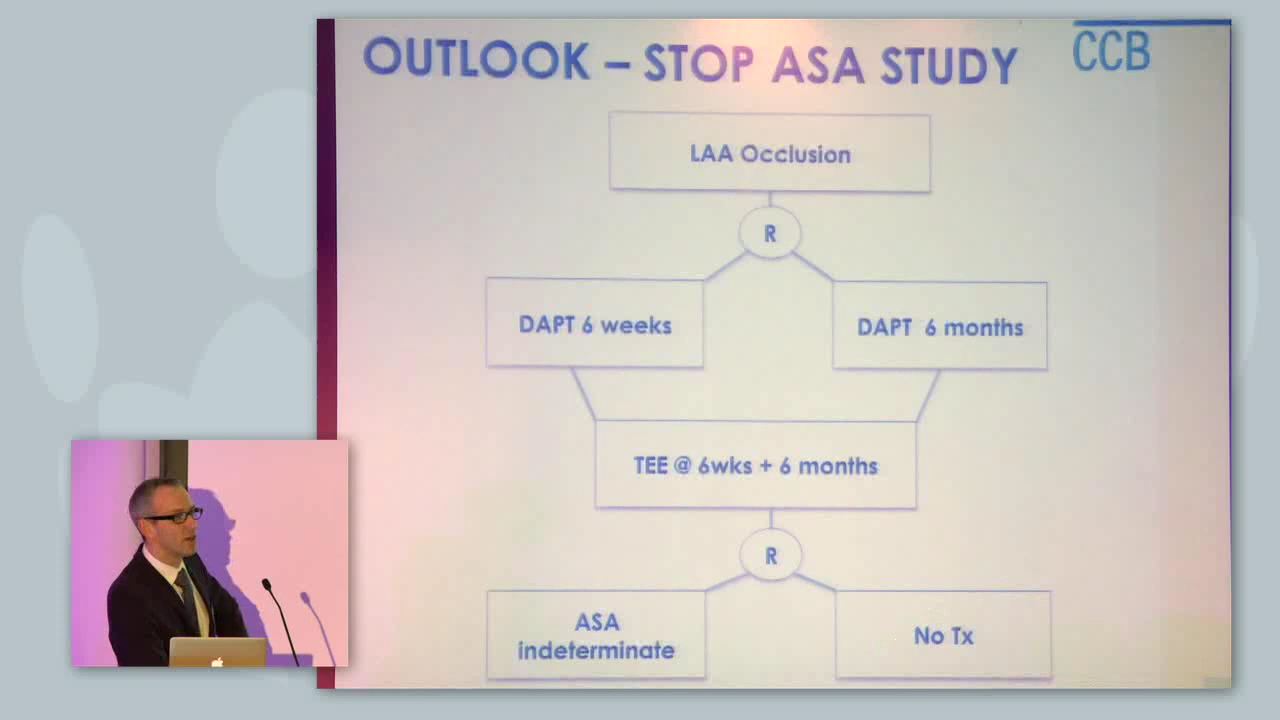 OUTLOOK – STOP ASA STUDY
CCB
LAA Occlusion
R
DAPT 6 weeks
DAPT 6 months
TEE @ 6wks + 6 months
R
ASA
indeterminate
No Tx